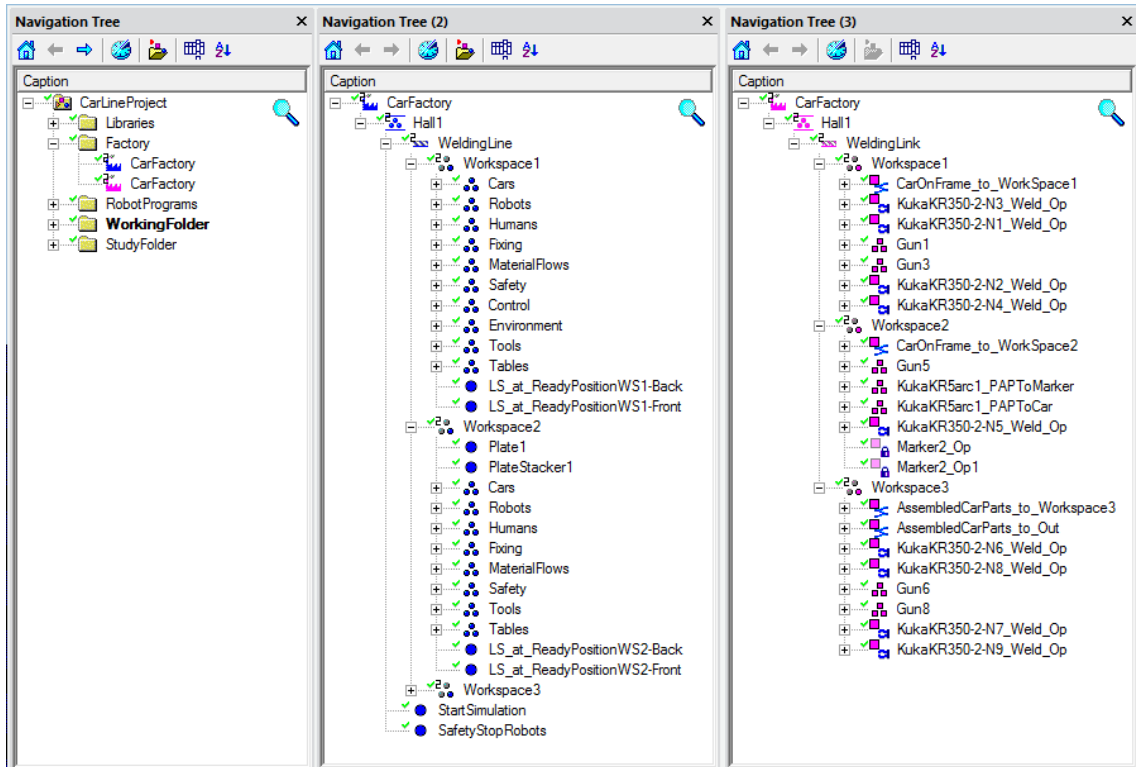 Navigation Tree
Caption
CarLineProject
Libraries
Factory
CarFactory
CarFactory
RobotPrograms
WorkingFolder
StudyFolder
Navigation Tree (2)
Caption
CarFactory
Hall1
WeldingLine
Workspace1
Cars
Robots
Humans
Fixing
MaterialFlows
Safety
Control
Environment
Tools
Tables
LS_at_ReadyPositionWS1-Back
LS_at_ReadyPositionWS1-Front
Workspace2
Plate1
PlateStacker1
Cars
Robots
Humans
Fixing
MaterialFlows
Safety
Tools
Tables
LS_at_ReadyPositionWS2-Back
LS_at_ReadyPositionWS2-Front
Workspace3
StartSimulation
SafetyStopRobots
Navigation Tree (3)
Caption
CarFactory
Hall1
WeldingLink
Workspace1
CarOnFrame_to_WorkSpace1
KukaKR350-2-N3_Weld_Op
KukaKR350-2-N1_Weld_Op
Gun1
Gun3
KukaKR350-2-N2_Weld_Op
KukaKR350-2-N4_Weld_Op
Workspace2
CarOnFrame_to_WorkSpace2
Gun5
KukaKR5arc1_PAPToMarker
KukaKR5arc1_PAPToCar
KukaKR350-2-N5_Weld_Op
Marker2_Op
Marker2_Op1
Workspace3
AssembledCarParts_to_Workspace3
AssembledCarParts_to_Out
KukaKR350-2-N6_Weld_Op
KukaKR350-2-N8_Weld_Op
Gun6
Gun8
KukaKR350-2-N7_Weld_Op
KukaKR350-2-N9_Weld_Op